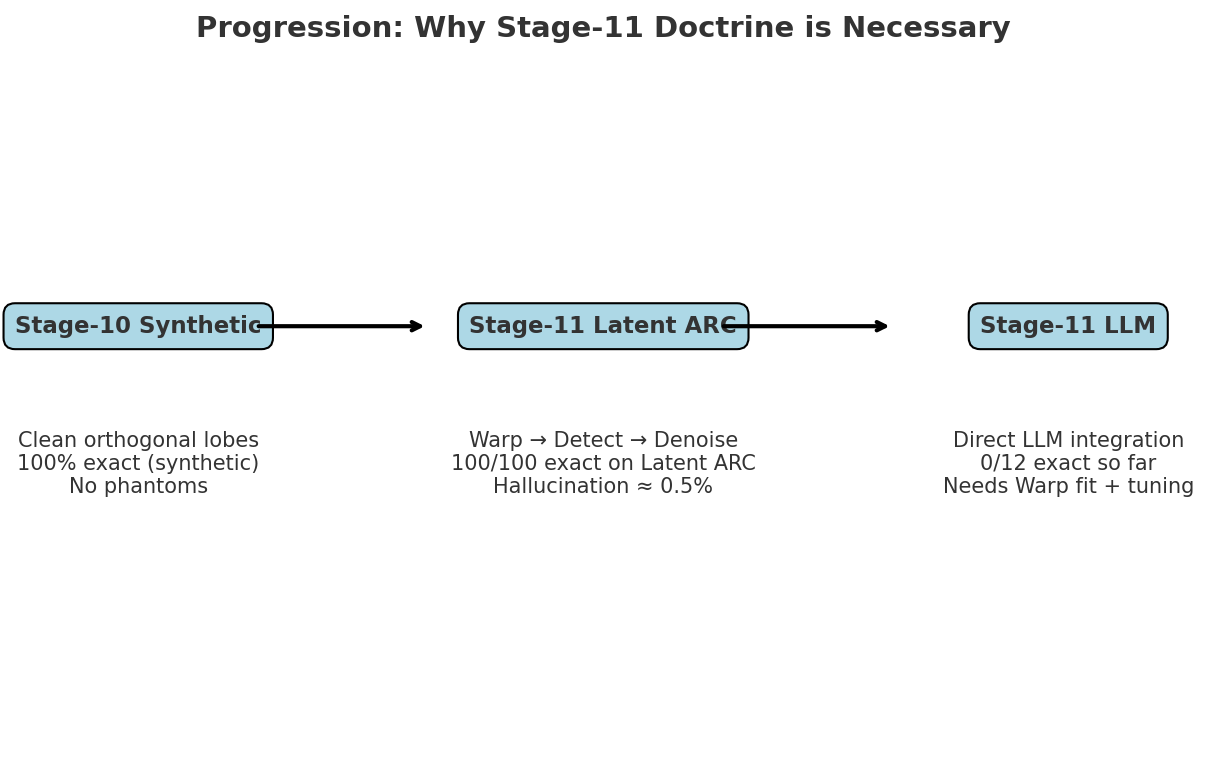 Progression: Why Stage-11 Doctrine is Necessary
Stage-10 Synthetic
Stage-11 Latent ARC
Stage-11 LLM
Clean orthogonal lobes
100% exact (synthetic)
No phantoms
Warp → Detect → Denoise
100/100 exact on Latent ARC
Hallucination ≈ 0.5%
Direct LLM integration
0/12 exact so far
Needs Warp fit + tuning